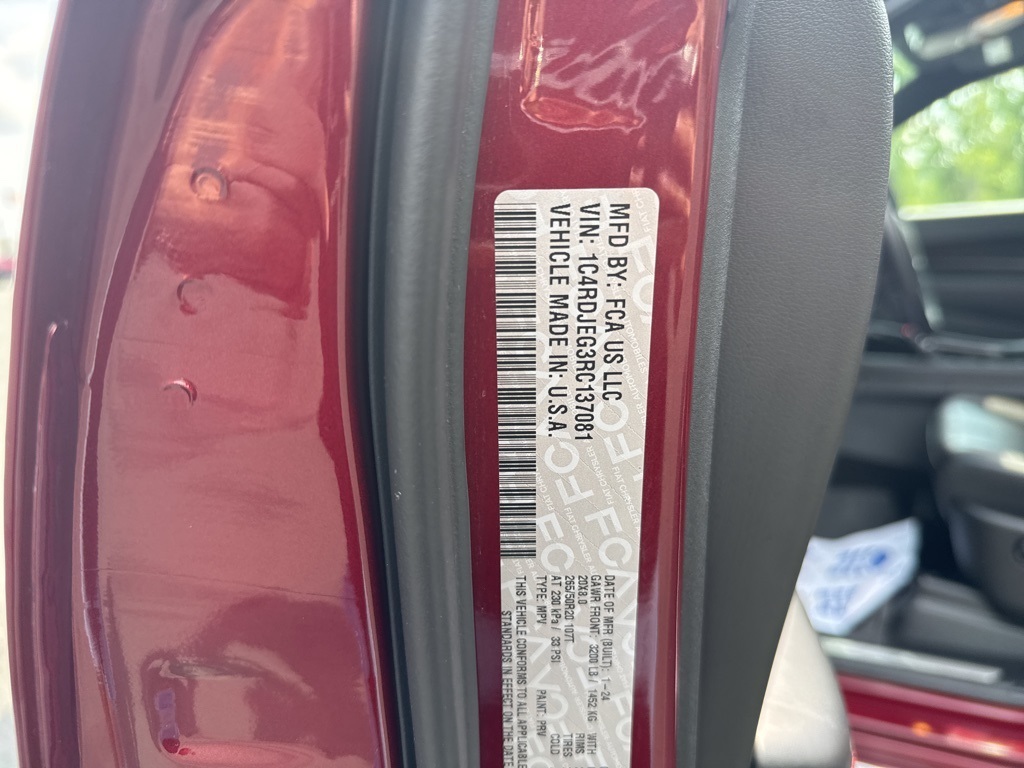 MFD BY: FCA US LLC
VIN: 1C4RDJEG3RC137081
VEHICLE MADE IN: U.S.A.
DATE OF MFR (BUILT): 1-24
GAWR FRONT: 3200 LB / 1452 KG WITH
20X8.0 RIMS
265/50R20 107T TIRES
AT 230 kPa / 33 PSI COLD
TYPE: MPV PAINT: PRV
THIS VEHICLE CONFORMS TO ALL APPLICABLE
STANDARDS IN EFFECT ON THE DATE